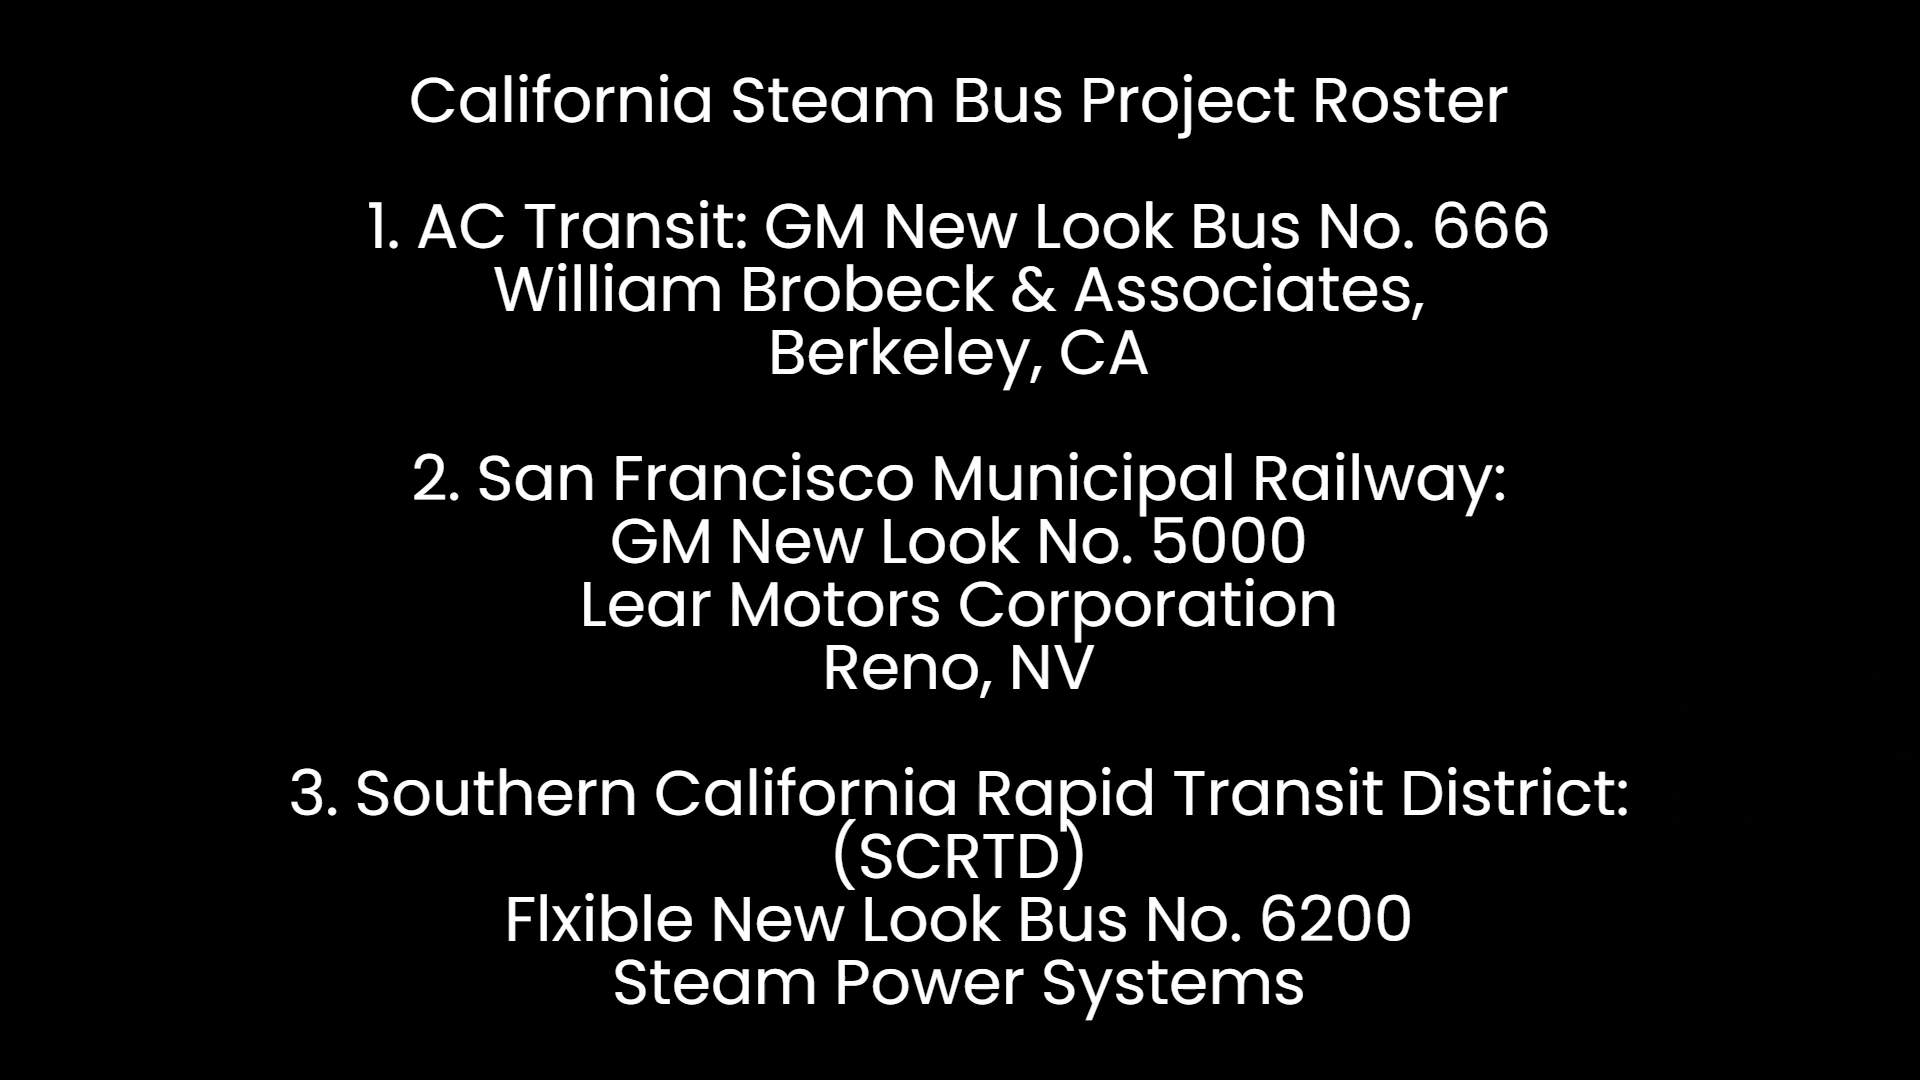 California Steam Bus Project Roster
1. AC Transit: GM New Look Bus No. 666
William Brobeck & Associates,
Berkeley, CA
2. San Francisco Municipal Railway:
GM New Look No. 5000
Lear Motors Corporation
Reno, NV
3. Southern California Rapid Transit District:
(SCRTD)
Flxible New Look Bus No. 6200
Steam Power Systems